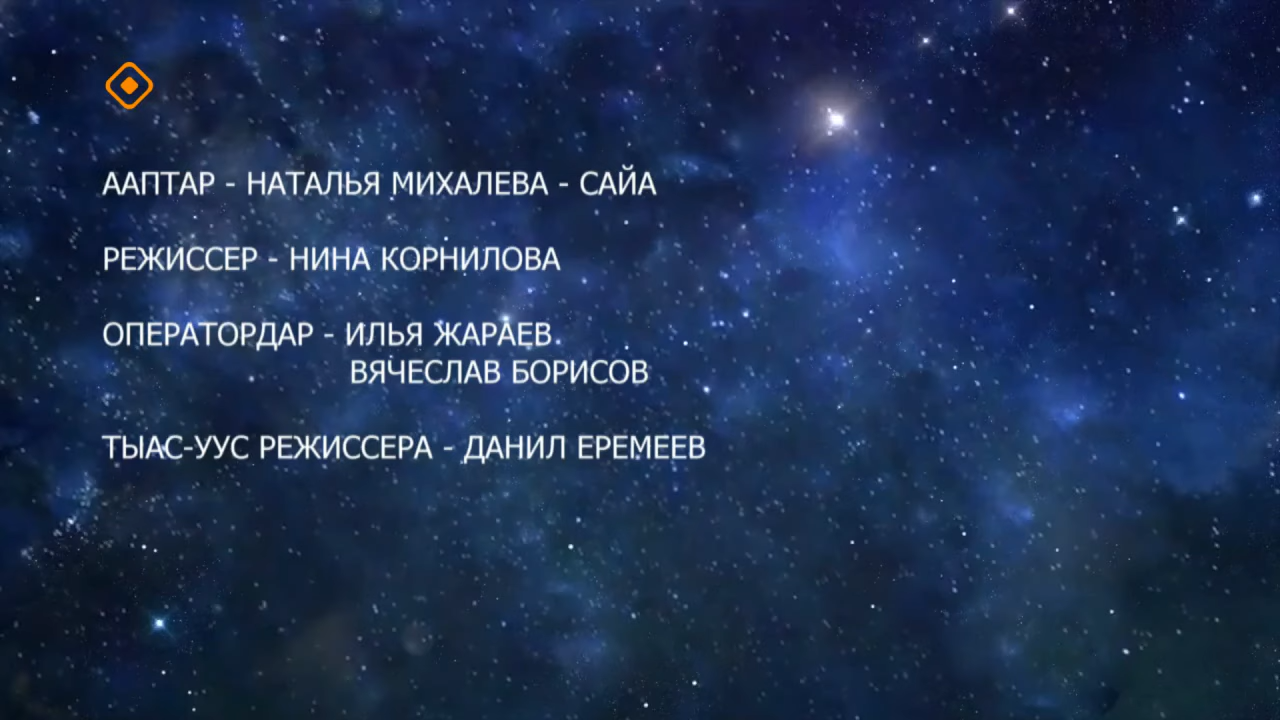 ААПТАР - НАТАЛЬЯ МИХАЛЕВА - САЙА
РЕЖИССЕР - НИНА КОРНИЛОВА
ОПЕРАТОРДАР - ИЛЬЯ ЖАРАЕВ
ВЯЧЕСЛАВ БОРИСОВ
ТЫАС-УУС РЕЖИССЕРА - ДАНИЛ ЕРЕМЕЕВ